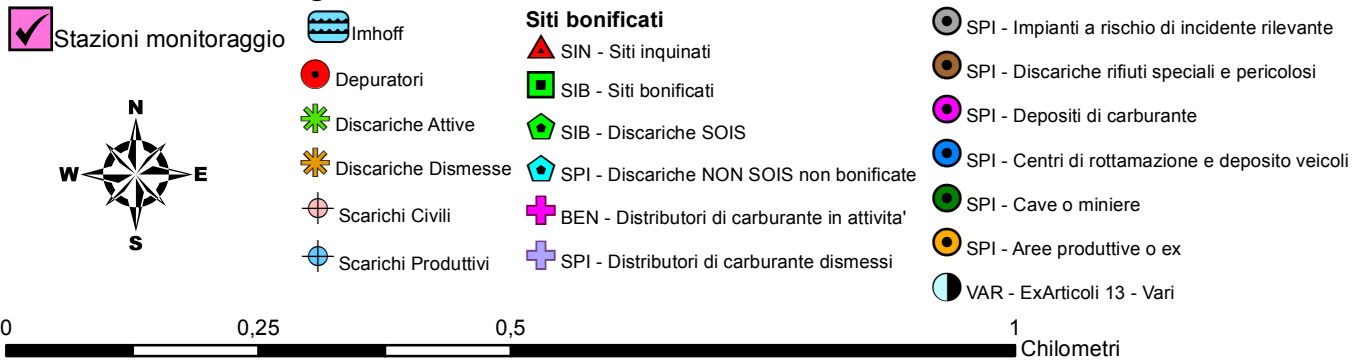 Stazioni monitoraggio
Imhoff
Depuratori
Discariche Attive
Discariche Dismesse
Scarichi Civili
Scarichi Produttivi
N
W
E
S
Siti bonificati
SIN - Siti inquinati
SIB - Siti bonificati
SIB - Discariche SOIS
SPI - Discariche NON SOIS non bonificate
BEN - Distributori di carburante in attivita'
SPI - Distributori di carburante dismessi
SPI - Impianti a rischio di incidente rilevante
SPI - Discariche rifiuti speciali e pericolosi
SPI - Depositi di carburante
SPI - Centri di rottamazione e deposito veicoli
SPI - Cave o miniere
SPI - Aree produttive o ex
VAR - ExArticoli 13 - Vari
0 0,25 0,5 1
Chilometri